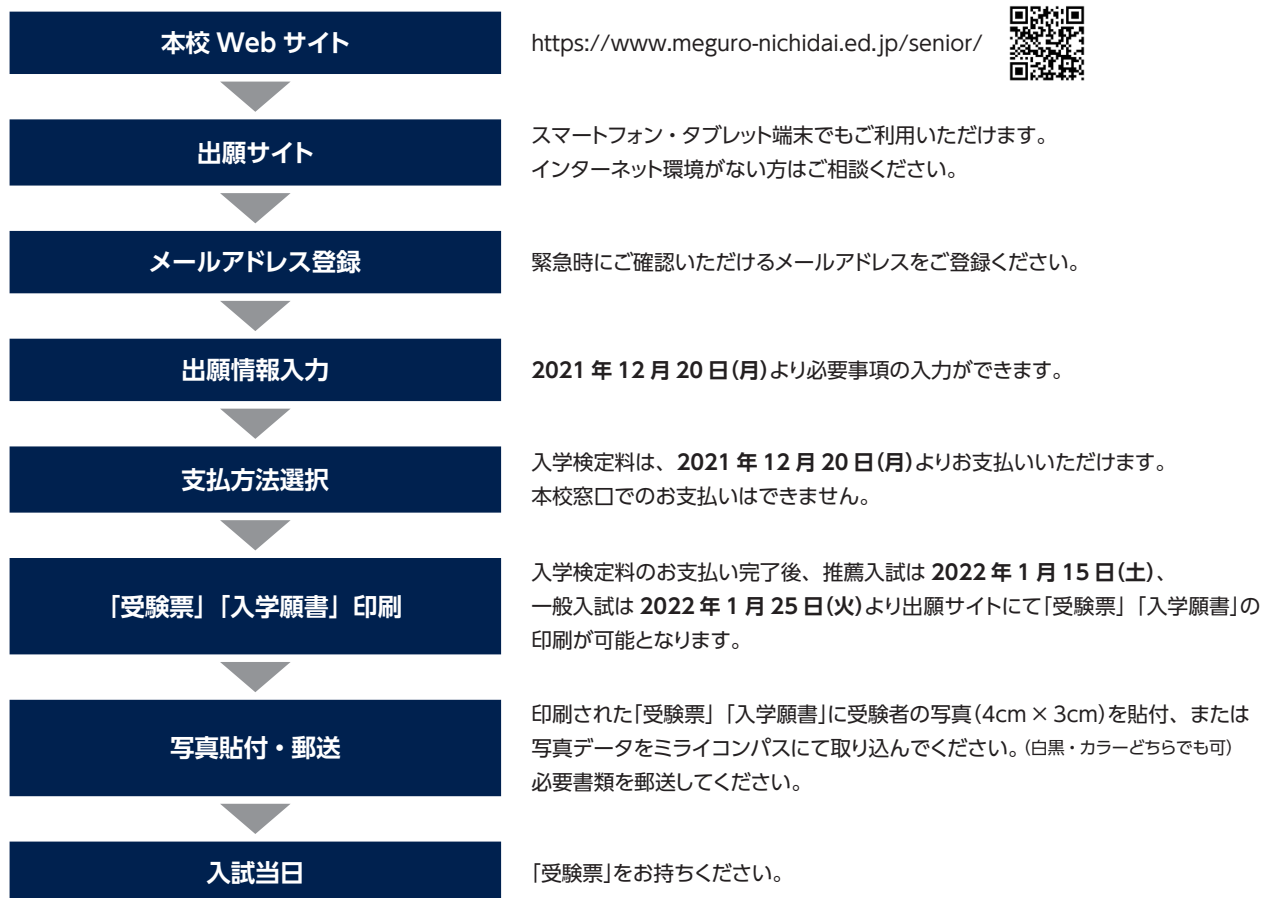 本校 Web サイト
https://www.meguro-nichidai.ed.jp/senior/
出願サイト
スマートフォン・タブレット端末でもご利用いただけます。
インターネット環境がない方はご相談ください。
メールアドレス登録
緊急時にご確認いただけるメールアドレスをご登録ください。
出願情報入力
2021 年 12 月 20 日(月)より必要事項の入力ができます。
支払方法選択
入学検定料は、2021 年 12 月 20 日(月)よりお支払いいただけます。
本校窓口でのお支払いはできません。
「受験票」「入学願書」印刷
入学検定料のお支払い完了後、推薦入試は 2022 年 1 月 15 日(土)、
一般入試は 2022 年 1 月 25 日(火)より出願サイトにて「受験票」「入学願書」の
印刷が可能となります。
写真貼付・郵送
印刷された「受験票」「入学願書」に受験者の写真(4cm × 3cm)を貼付、または
写真データをミライコンパスにて取り込んでください。(白黒・カラーどちらでも可)
必要書類を郵送してください。
入試当日
「受験票」をお持ちください。